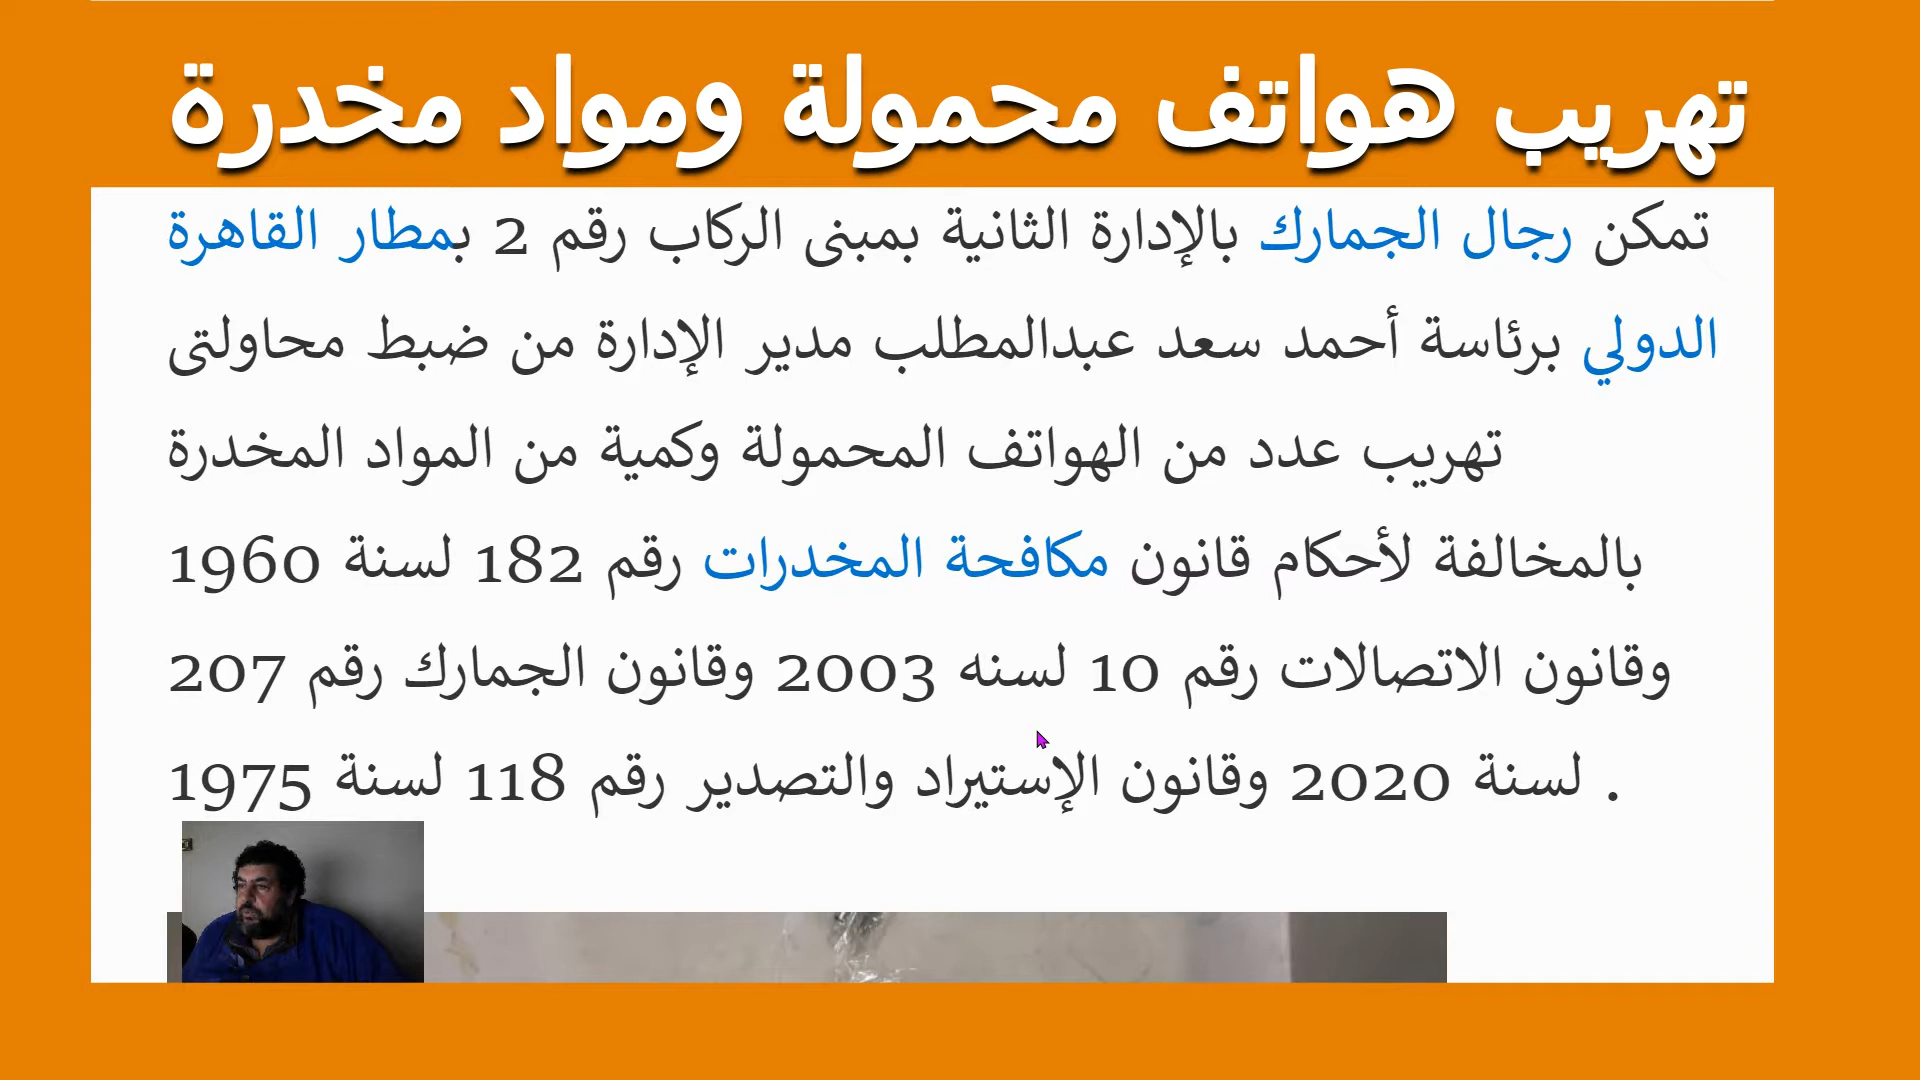 تهريب هواتف محمولة ومواد مخدرة
تمكن رجال الجمارك بالإدارة الثانية بمبنى الركاب رقم 2 بمطار القاهرة
الدولي برئاسة أحمد سعد عبدالمطلب مدير الإدارة من ضبط محاولتى
تهريب عدد من الهواتف المحمولة وكمية من المواد المخدرة
بالمخالفة لأحكام قانون مكافحة المخدرات رقم 182 لسنة 1960
وقانون الاتصالات رقم 10 لسنه 2003 وقانون الجمارك رقم 207
لسنة 2020 وقانون الإستيراد والتصدير رقم 118 لسنة 1975 .